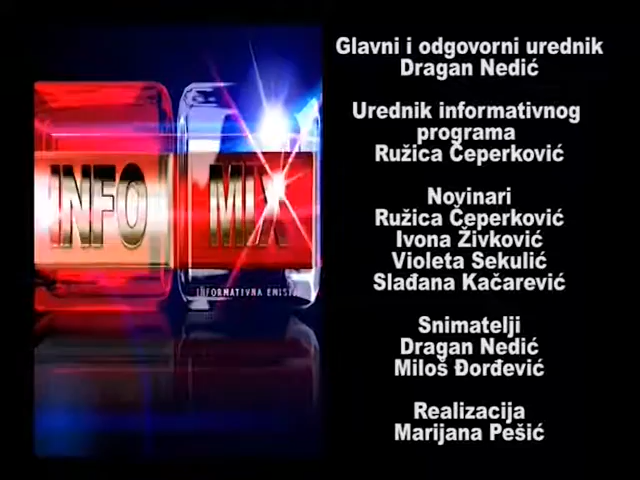 INFO MIX
INFORMATIVNA EMISIJA
Glavni i odgovorni urednik
Dragan Nedić
Urednik informativnog
programa
Ružica Čeperković
Novinari
Ružica Čeperković
Ivona Živković
Violeta Sekulić
Slađana Kačarević
Snimatelji
Dragan Nedić
Miloš Đorđević
Realizacija
Marijana Pešić